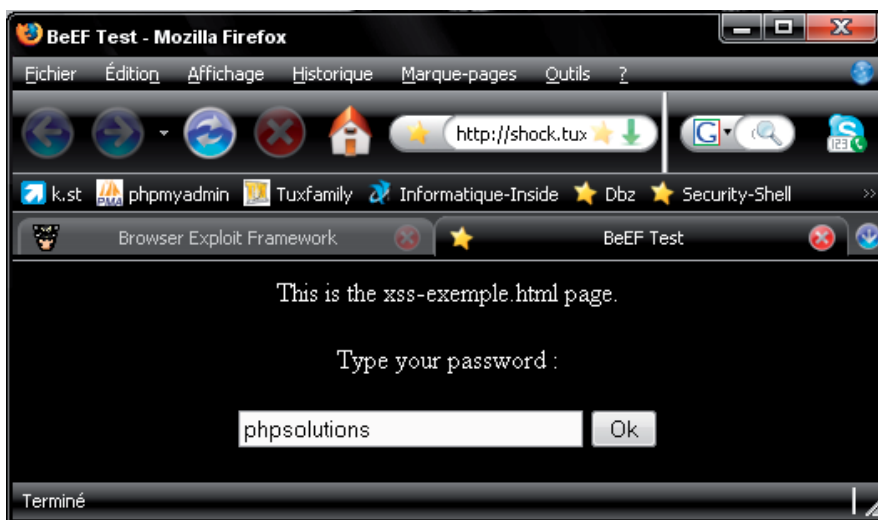 BeEF Test - Mozilla Firefox
Fichier Édition Affichage Historique Marque-pages Outils ?
http://shock.tux
G
123
k.st phpmyadmin Tuxfamily Informatique-Inside Dbz Security-Shell »
PMA
Browser Exploit Framework BeEF Test
This is the xss-exemple.html page.
Type your password :
phpsolutions Ok
Terminé